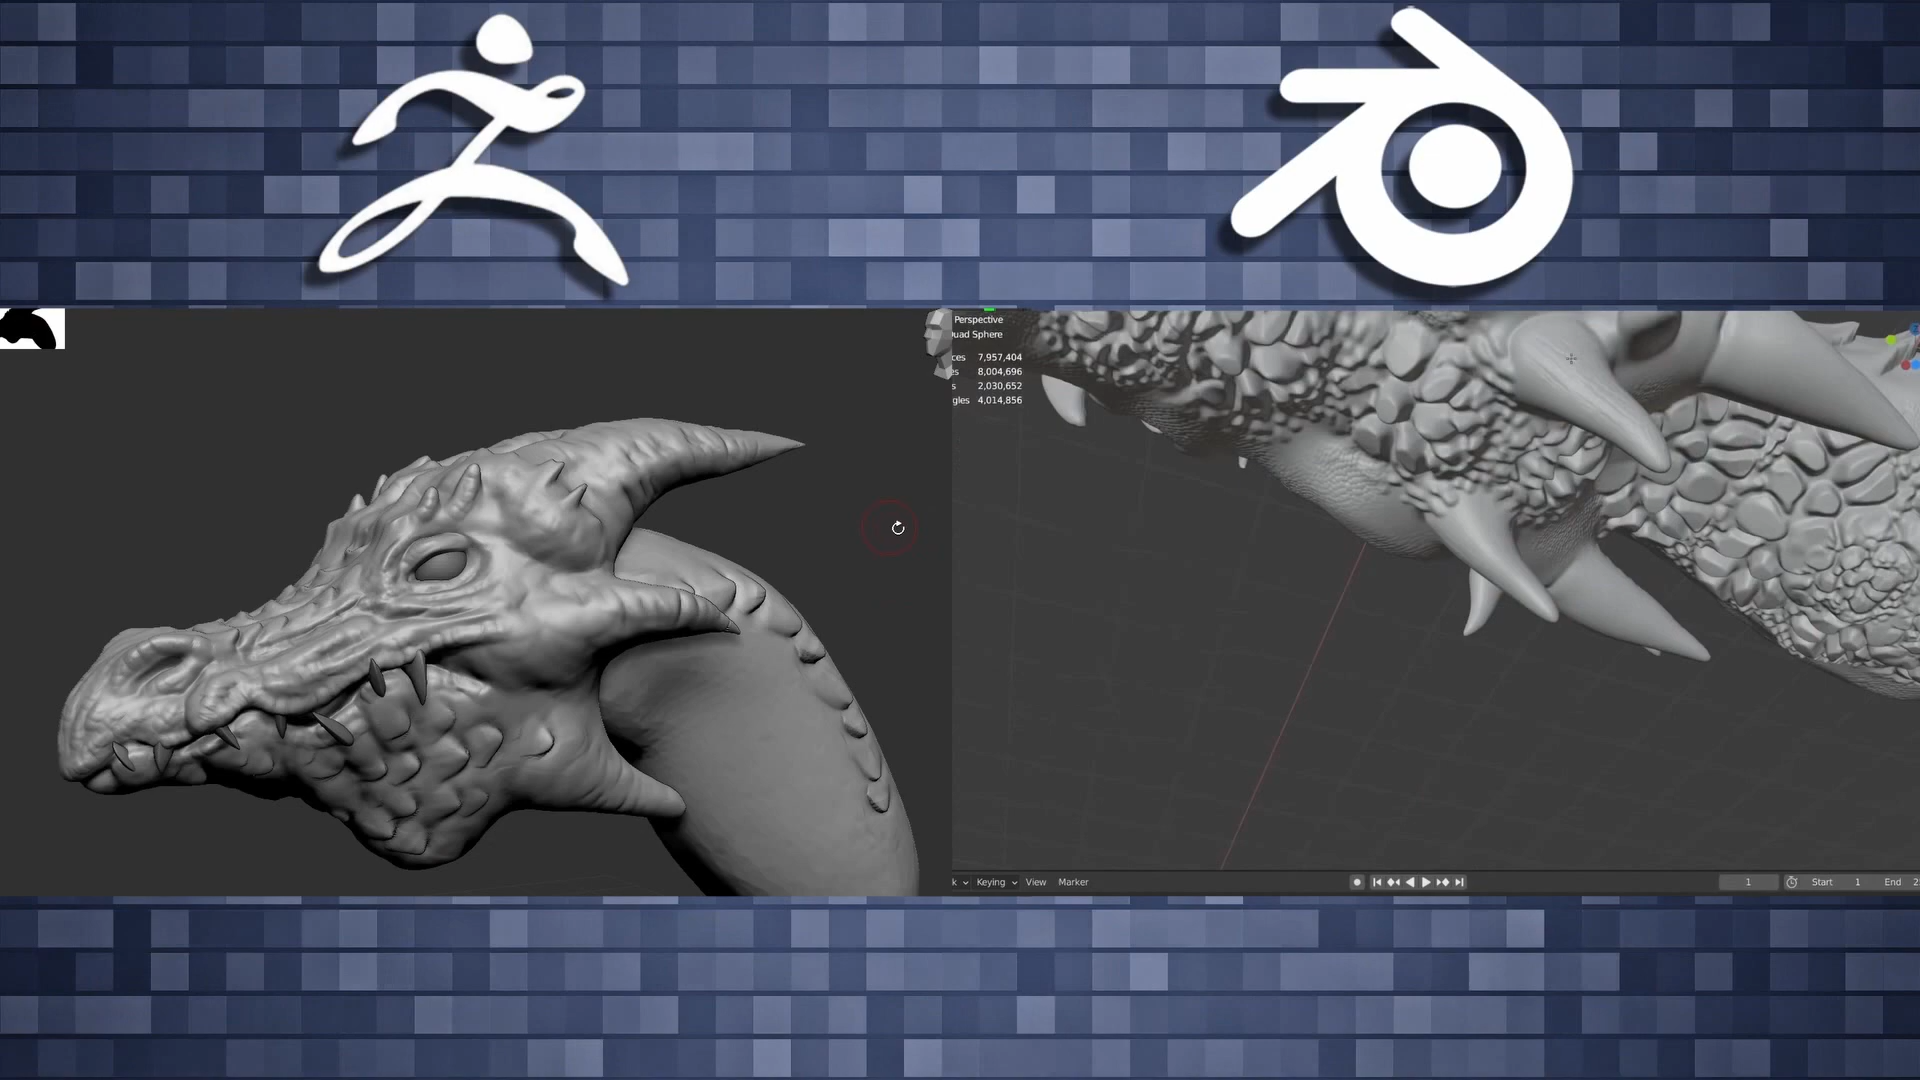 Perspective
uad Sphere
ces 7,957,404
es 8,004,696
s 2,030,652
gles 4,014,856
k Keying View Marker
1 Start 1 End 2